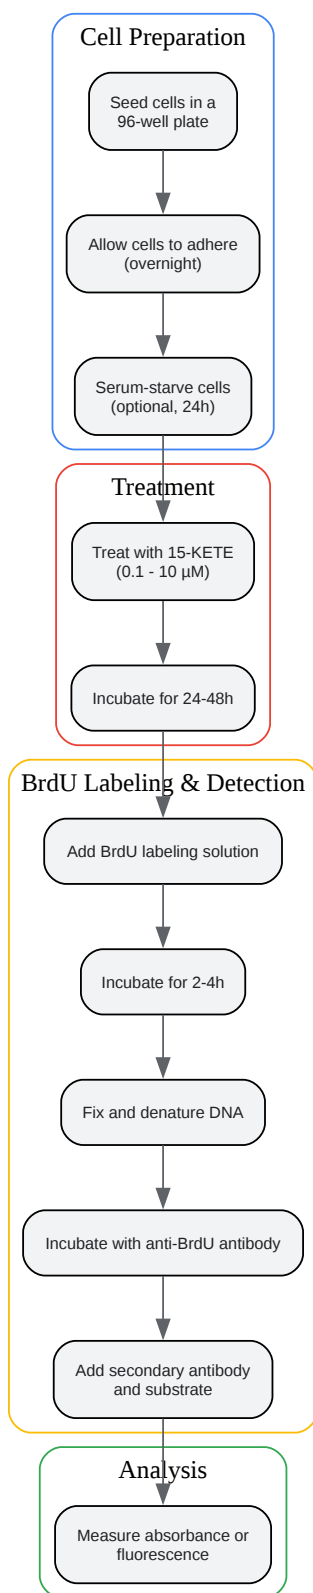 Cell Preparation
Seed cells in a
96-well plate
Allow cells to adhere
(overnight)
Serum-starve cells
(optional, 24h)
Treatment
Treat with 15-KETE
(0.1 - 10 µM)
Incubate for 24-48h
BrdU Labeling & Detection
Add BrdU labeling solution
Incubate for 2-4h
Fix and denature DNA
Incubate with anti-BrdU antibody
Add secondary antibody
and substrate
Analysis
Measure absorbance or
fluorescence